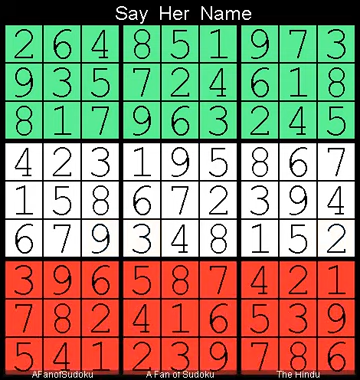 Say Her Name
2 6 4 8 5 1 9 7 3
9 3 5 7 2 4 6 1 8
8 1 7 9 6 3 2 4 5
4 2 3 1 9 5 8 6 7
1 5 8 6 7 2 3 9 4
6 7 9 3 4 8 1 5 2
3 9 6 5 8 7 4 2 1
7 8 2 4 1 6 5 3 9
5 4 1 2 3 9 7 8 6
AFanofSudoku A Fan of Sudoku The Hindu